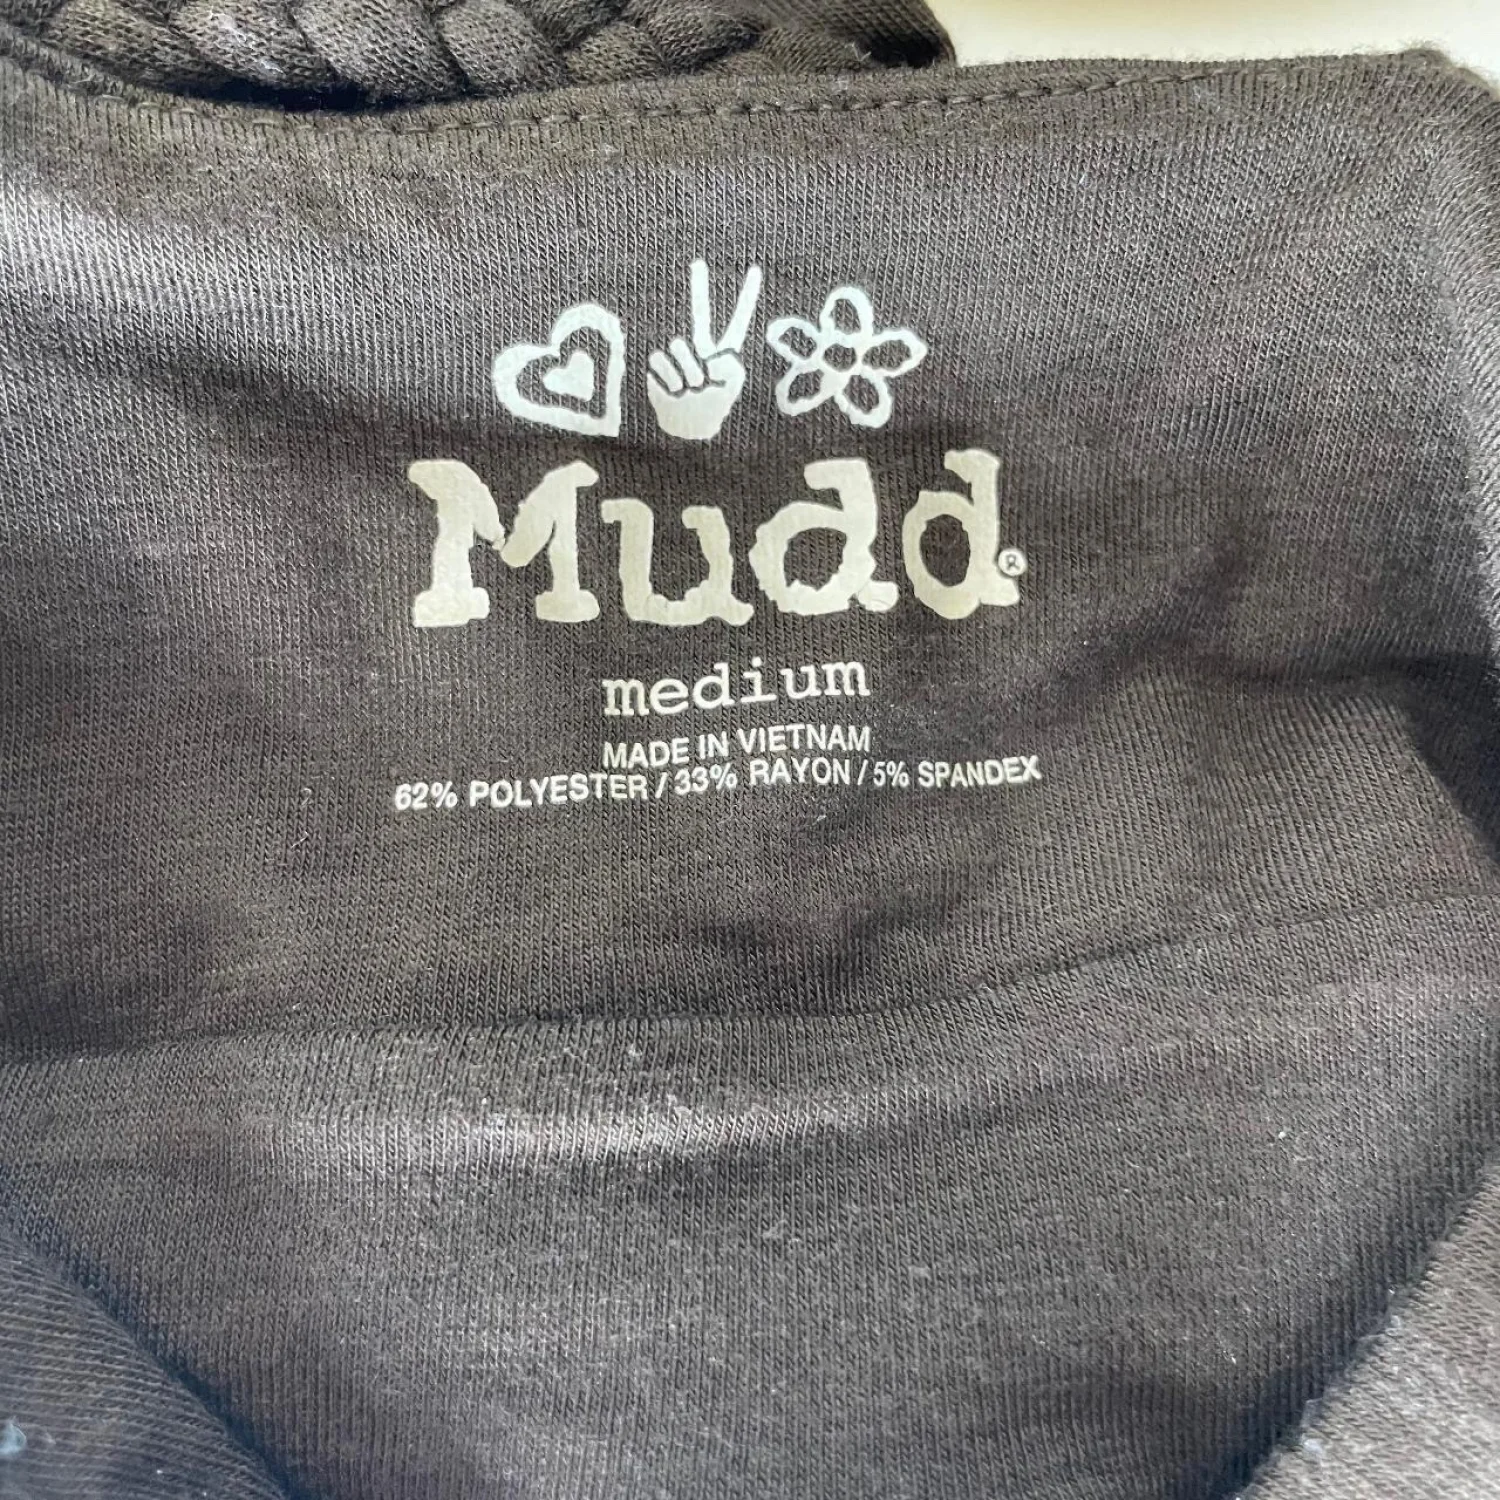 Mudd®
medium
MADE IN VIETNAM
62% POLYESTER / 33% RAYON / 5% SPANDEX